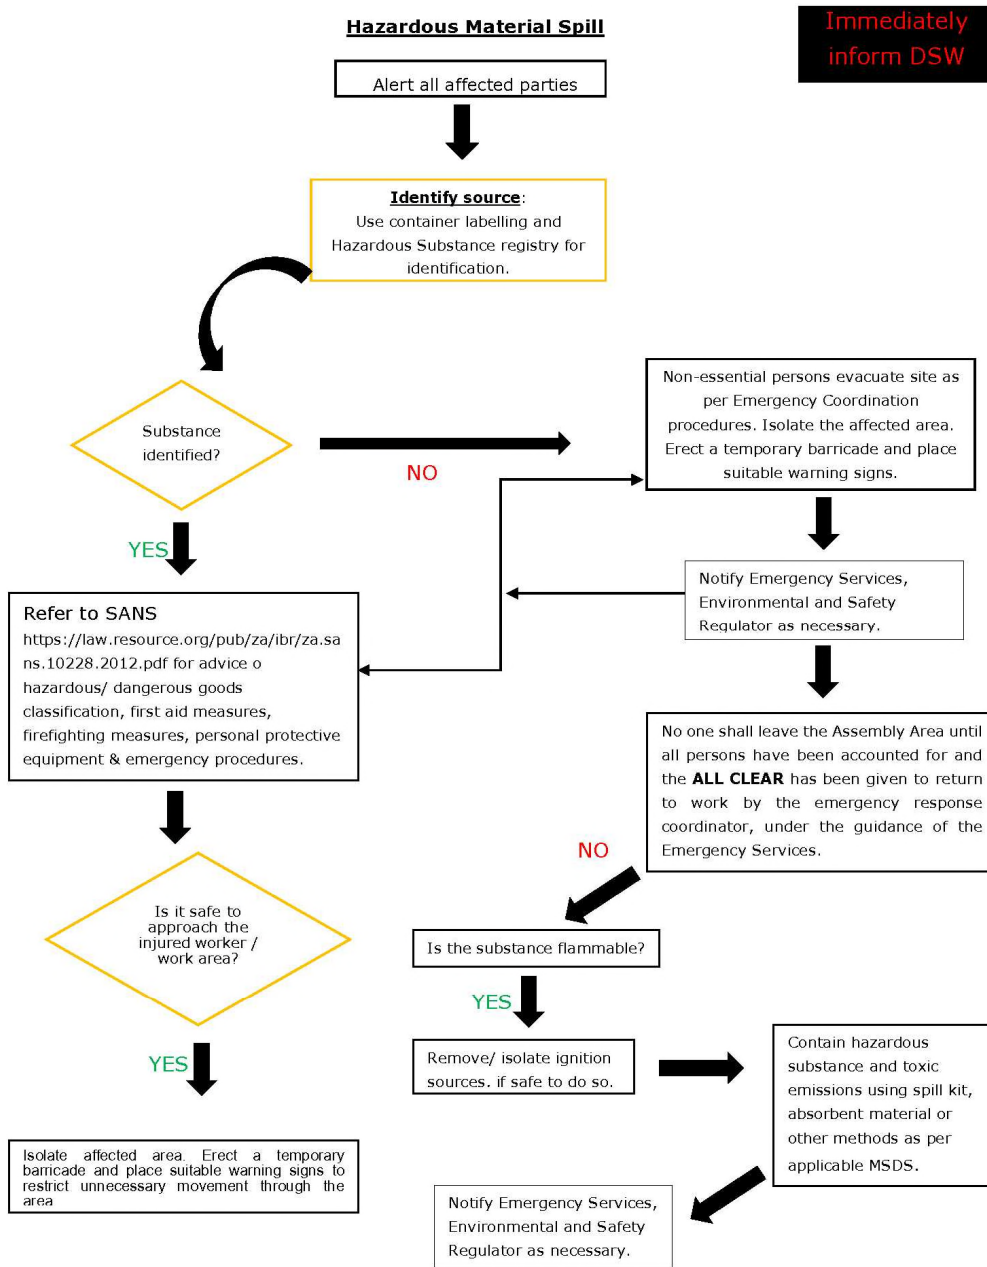 Hazardous Material Spill
Immediately
inform DSW
Alert all affected parties
Identify source:
Use container labelling and
Hazardous Substance registry for
identification.
Substance
identified?
NO
Non-essential persons evacuate site as
per Emergency Coordination
procedures. Isolate the affected area.
Erect a temporary barricade and place
suitable warning signs.
YES
Notify Emergency Services,
Environmental and Safety
Regulator as necessary.
Refer to SANS
https://law.resource.org/pub/za/ibr/za.sa
ns.10228.2012.pdf for advice o
hazardous/ dangerous goods
classification, first aid measures,
firefighting measures, personal protective
equipment & emergency procedures.
No one shall leave the Assembly Area until
all persons have been accounted for and
the ALL CLEAR has been given to return
to work by the emergency response
coordinator, under the guidance of the
Emergency Services.
NO
Is it safe to
approach the
injured worker /
work area?
Is the substance flammable?
YES
YES
Remove/ isolate ignition
sources. if safe to do so.
Contain hazardous
substance and toxic
emissions using spill kit,
absorbent material or
other methods as per
applicable MSDS.
Isolate affected area. Erect a temporary
barricade and place suitable warning signs to
restrict unnecessary movement through the
area
Notify Emergency Services,
Environmental and Safety
Regulator as necessary.